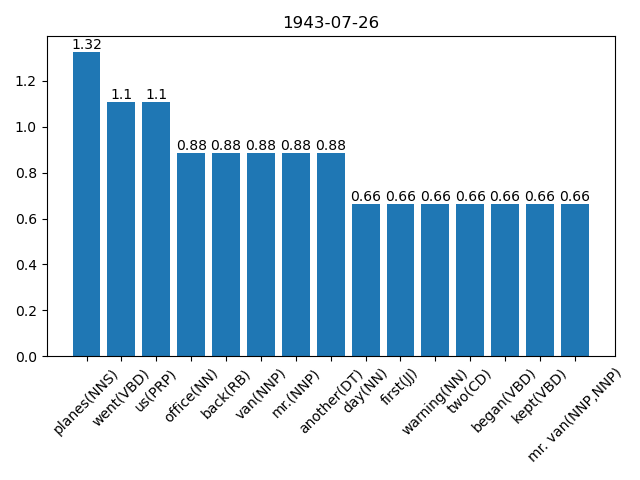 1943-07-26
1.32
1.1
1.1
0.88
0.88
0.88
0.88
0.88
0.66
0.66
0.66
0.66
0.66
0.66
0.66
1.2
1.0
0.8
0.6
0.4
0.2
0.0
planes(NNS)
went(VBD)
us(PRP)
office(NN)
back(RB)
van(NNP)
mr.(NNP)
another(DT)
day(NN)
first(JJ)
warning(NN)
two(CD)
began(VBD)
kept(VBD)
mr. van(NNP,NNP)